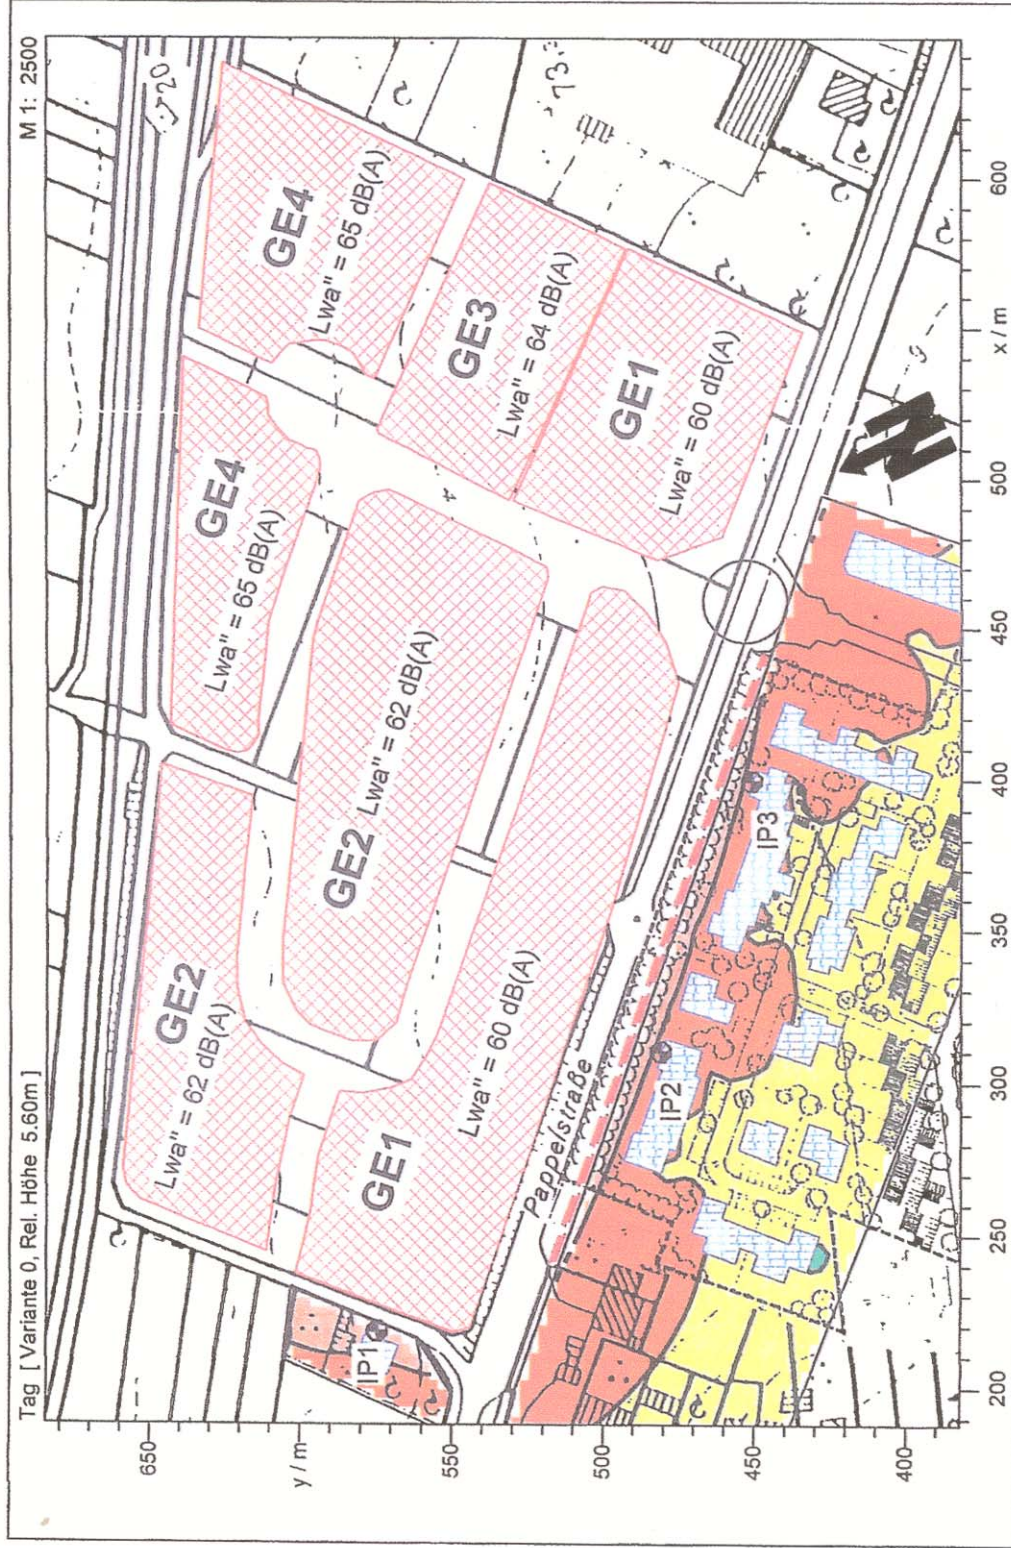 Tag [ Variante 0, Rel. Höhe 5.60m ]
M 1: 2500
650
y / m
550
500
450
400
GE2
Lwa" = 62 dB(A)
GE4
Lwa" = 65 dB(A)
GE4
Lwa" = 65 dB(A)
GE2
Lwa" = 62 dB(A)
GE3
Lwa" = 64 dB(A)
GE1
Lwa" = 60 dB(A)
GE1
Lwa" = 60 dB(A)
IP1
Pappelstraße
IP2
IP3
N
200
250
300
350
400
450
500
x / m
600